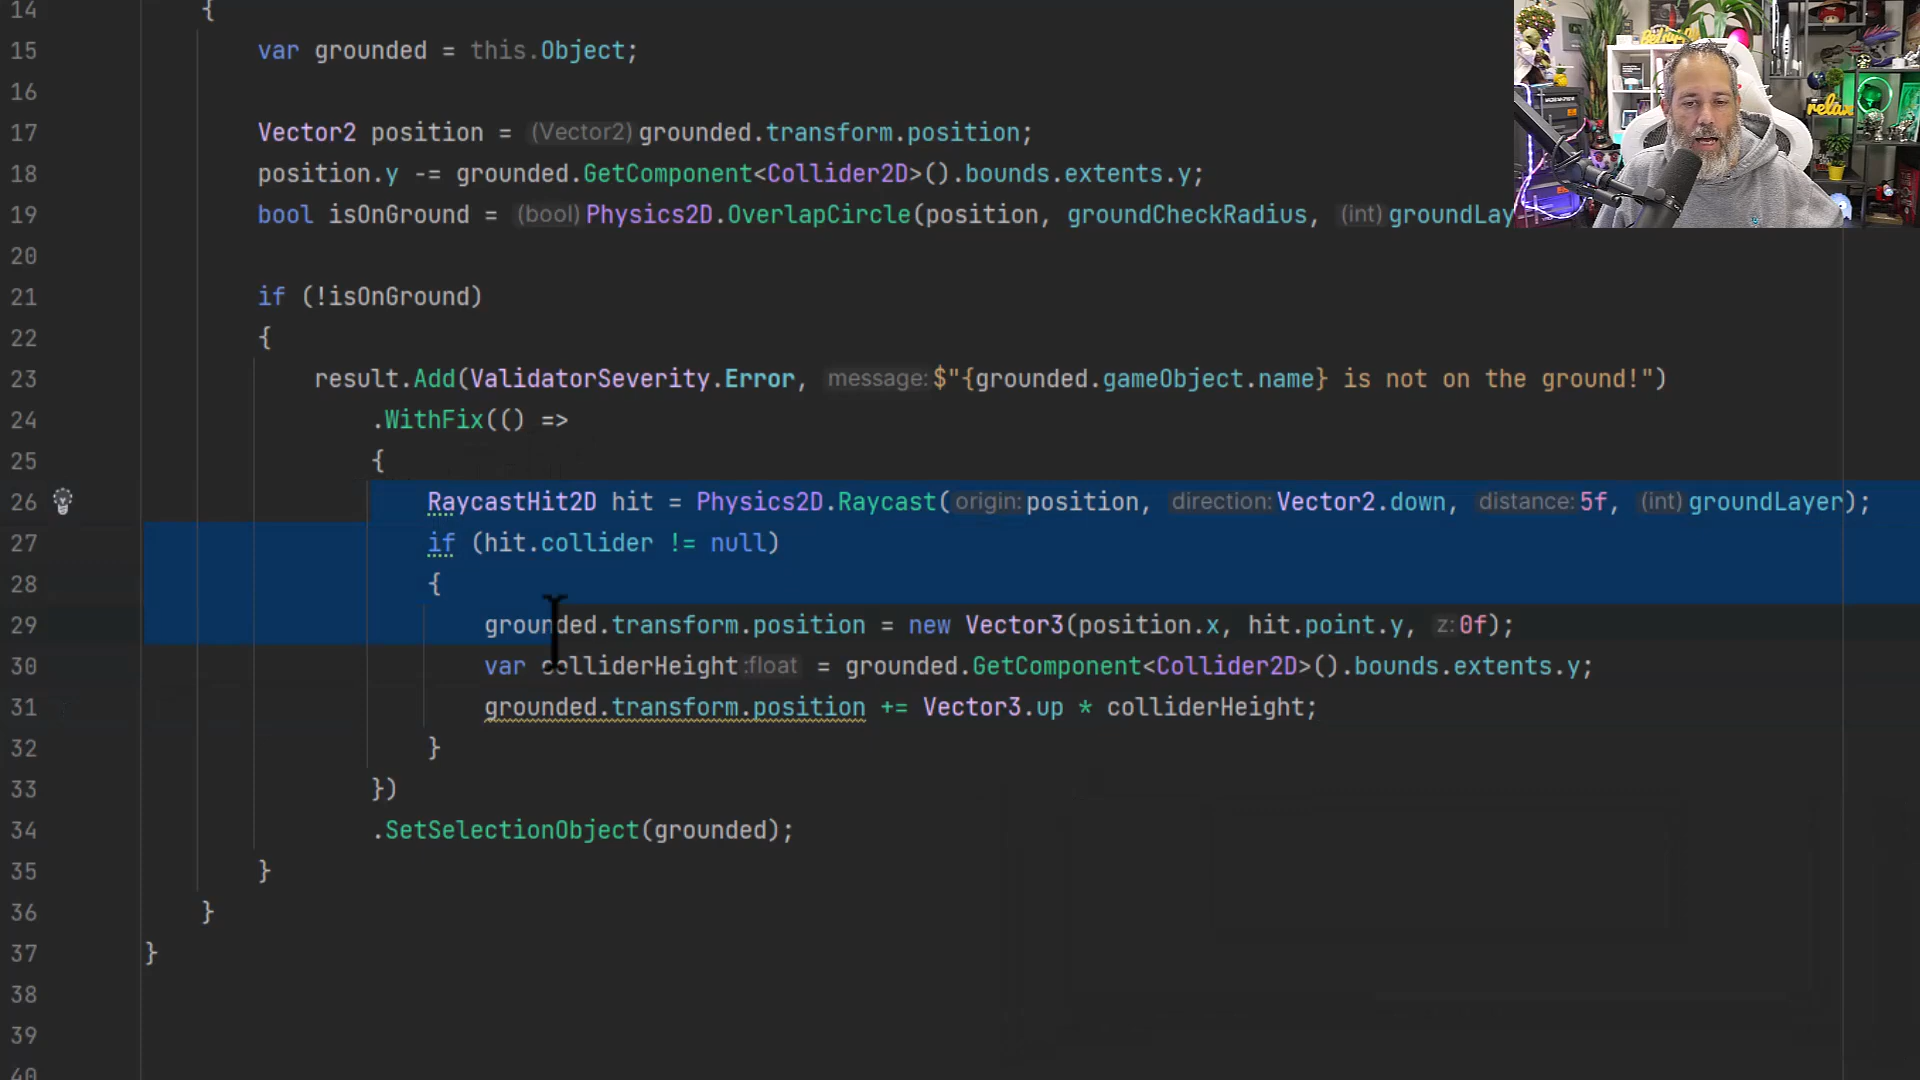 14 {
15 var grounded = this.Object;
16
17 Vector2 position = (Vector2)grounded.transform.position;
18 position.y -= grounded.GetComponent<Collider2D>().bounds.extents.y;
19 bool isOnGround = (bool)Physics2D.OverlapCircle(position, groundCheckRadius, (int)groundLay
20
21 if (!isOnGround)
22 {
23 result.Add(ValidatorSeverity.Error, message:$"{grounded.gameObject.name} is not on the ground!")
24 .WithFix(() =>
25 {
26 RaycastHit2D hit = Physics2D.Raycast(origin:position, direction:Vector2.down, distance:5f, (int)groundLayer);
27 if (hit.collider != null)
28 {
29 grounded.transform.position = new Vector3(position.x, hit.point.y, z:0f);
30 var colliderHeight:float = grounded.GetComponent<Collider2D>().bounds.extents.y;
31 grounded.transform.position += Vector3.up * colliderHeight;
32 }
33 })
34 .SetSelectionObject(grounded);
35 }
36 }
37 }
38
39
40
relax